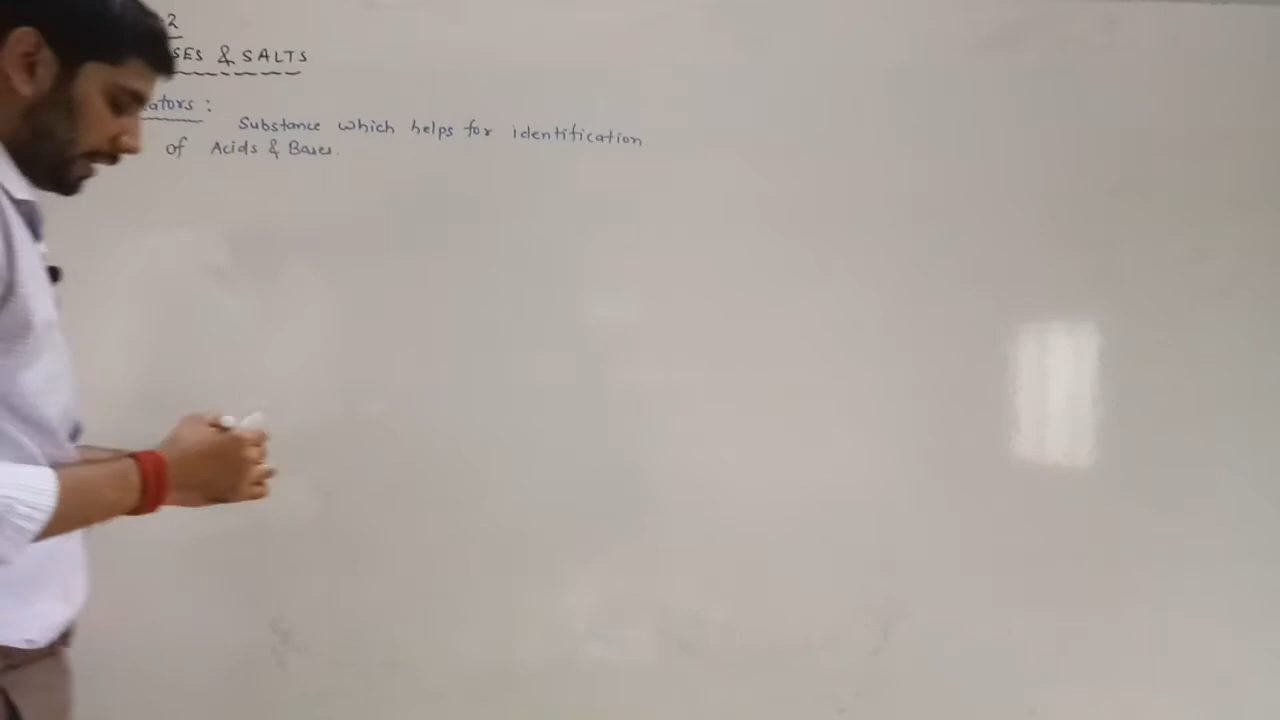 2
SES & SALTS
ators :
Substance which helps for identification
of Acids & Bases.